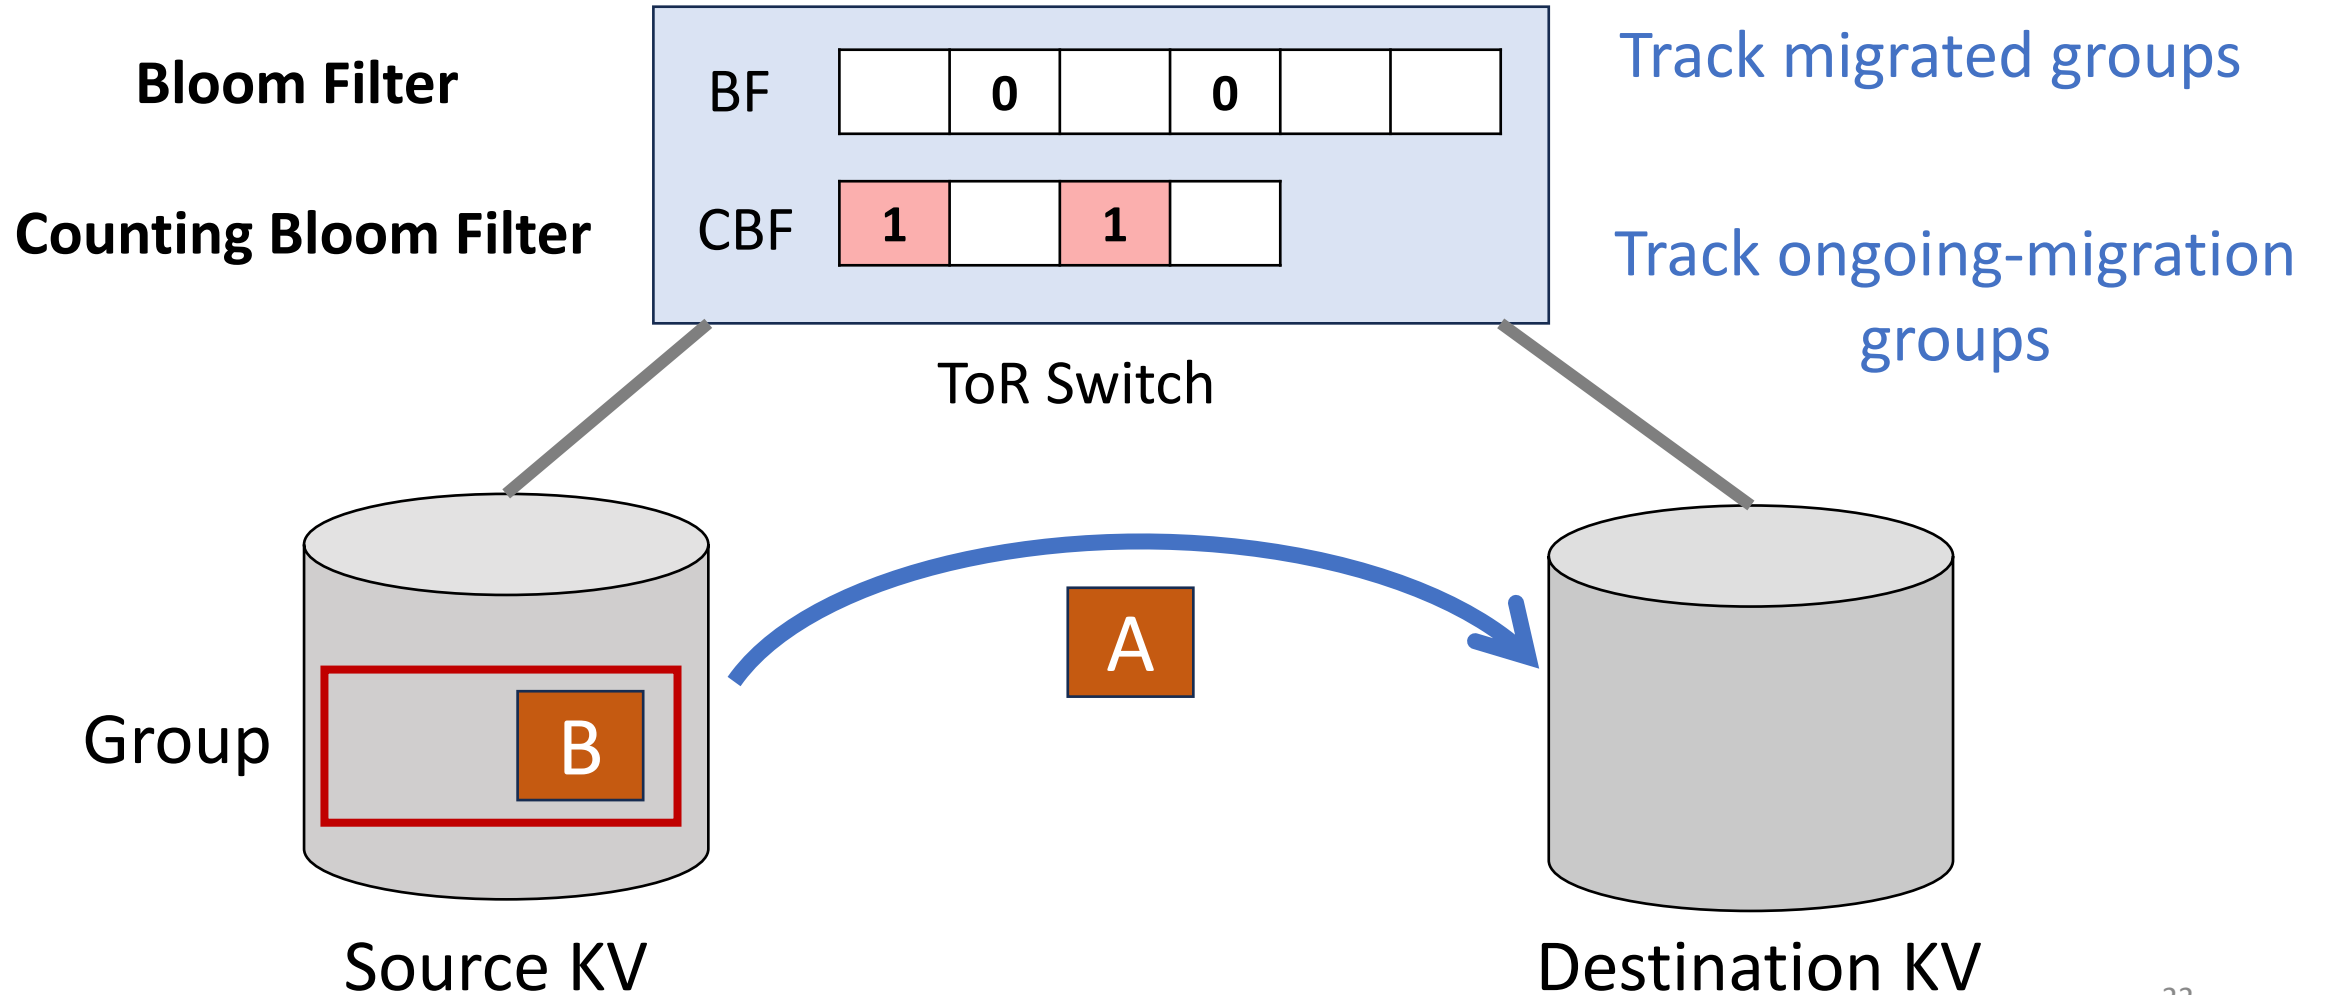 Bloom Filter
BF
0
0
Track migrated groups
Counting Bloom Filter
CBF
1
1
Track ongoing-migration
groups
ToR Switch
A
Group
B
Source KV
Destination KV